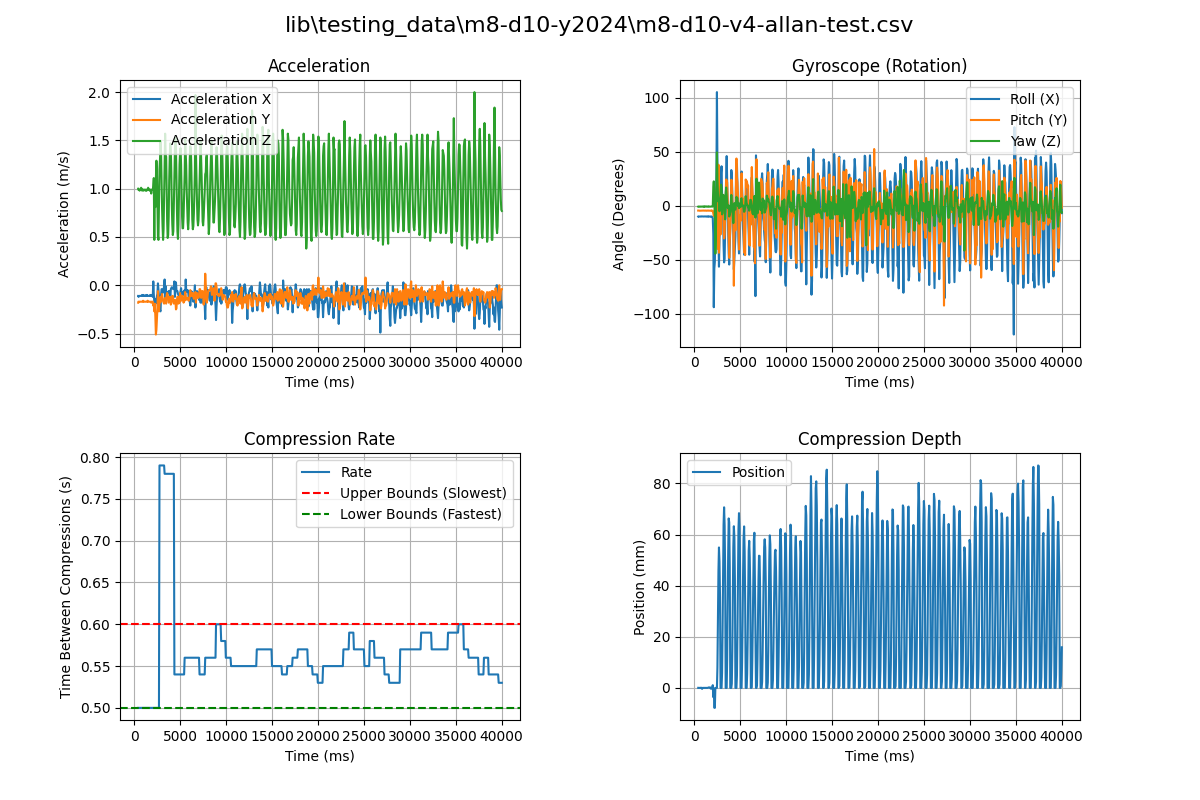 lib\testing_data\m8-d10-y2024\m8-d10-v4-allan-test.csv
Acceleration
2.0
1.5
1.0
0.5
0.0
−0.5
Acceleration (m/s)
Acceleration X
Acceleration Y
Acceleration Z
0 5000 10000 15000 20000 25000 30000 35000 40000
Time (ms)
Gyroscope (Rotation)
100
50
0
−50
−100
Angle (Degrees)
Roll (X)
Pitch (Y)
Yaw (Z)
0 5000 10000 15000 20000 25000 30000 35000 40000
Time (ms)
Compression Rate
0.80
0.75
0.70
0.65
0.60
0.55
0.50
Time Between Compressions (s)
Rate
Upper Bounds (Slowest)
Lower Bounds (Fastest)
0 5000 10000 15000 20000 25000 30000 35000 40000
Time (ms)
Compression Depth
80
60
40
20
0
Position (mm)
Position
0 5000 10000 15000 20000 25000 30000 35000 40000
Time (ms)